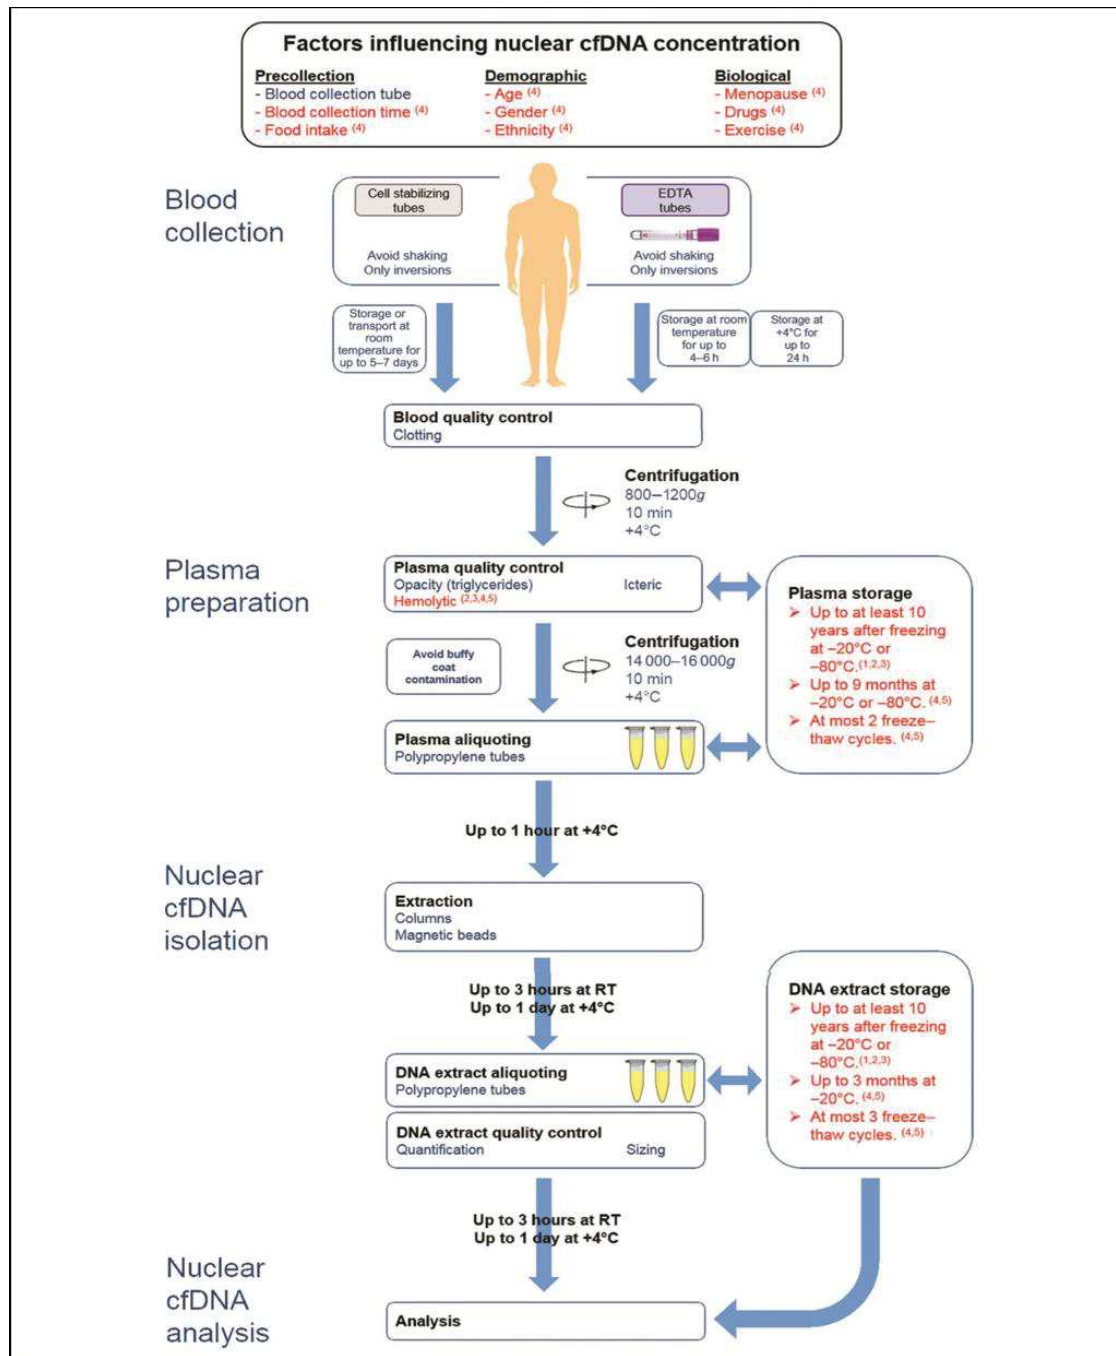 Factors influencing nuclear cfDNA concentration
Precollection
- Blood collection tube
- Blood collection time (4)
- Food intake (4)
Demographic
- Age (4)
- Gender (4)
- Ethnicity (4)
Biological
- Menopause (4)
- Drugs (4)
- Exercise (4)
Blood
collection
Cell stabilizing
tubes
Avoid shaking
Only inversions
EDTA
tubes
Avoid shaking
Only inversions
Storage or
transport at
room
temperature for
up to 5–7 days
Storage at room
temperature
for up to
4–6 h
Storage at
+4°C for
up to
24 h
Blood quality control
Clotting
Centrifugation
800–1200g
10 min
+4°C
Plasma
preparation
Plasma quality control
Opacity (triglycerides) Icteric
Hemolytic (2,3,4,5)
Avoid buffy
coat
contamination
Centrifugation
14 000–16 000g
10 min
+4°C
Plasma aliquoting
Polypropylene tubes
Plasma storage
➢ Up to at least 10
years after freezing
at –20°C or
–80°C.(1,2,3)
➢ Up to 9 months at
–20°C or –80°C. (4,5)
➢ At most 2 freeze–
thaw cycles. (4,5)
Up to 1 hour at +4°C
Nuclear
cfDNA
isolation
Extraction
Columns
Magnetic beads
Up to 3 hours at RT
Up to 1 day at +4°C
DNA extract aliquoting
Polypropylene tubes
DNA extract quality control
Quantification Sizing
DNA extract storage
➢ Up to at least 10
years after freezing
at –20°C or
–80°C.(1,2,3)
➢ Up to 3 months at
–20°C. (4,5)
➢ At most 3 freeze–
thaw cycles. (4,5)
Up to 3 hours at RT
Up to 1 day at +4°C
Nuclear
cfDNA
analysis
Analysis